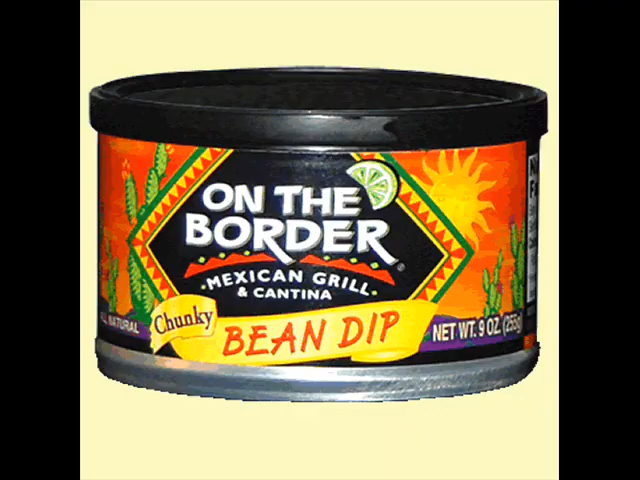 ON THE
BORDER®
•MEXICAN GRILL•
& CANTINA
ALL NATURAL
Chunky
BEAN DIP
NET WT. 9 OZ. (255g)